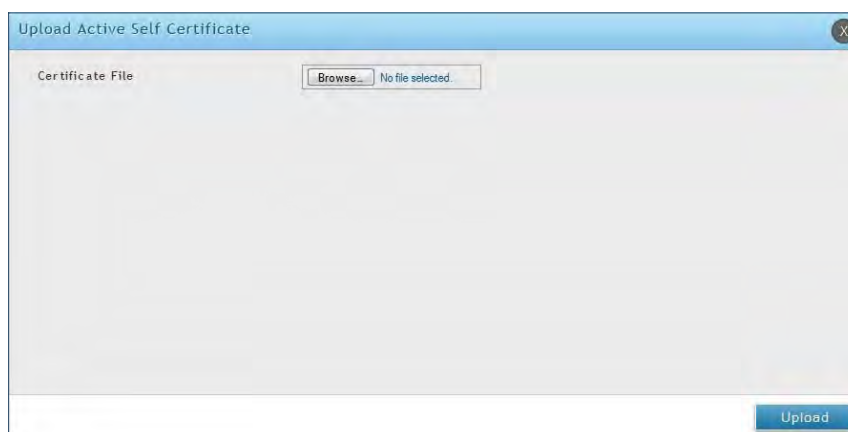 Upload Active Self Certificate
X
Certificate File
Browse... No file selected.
Upload